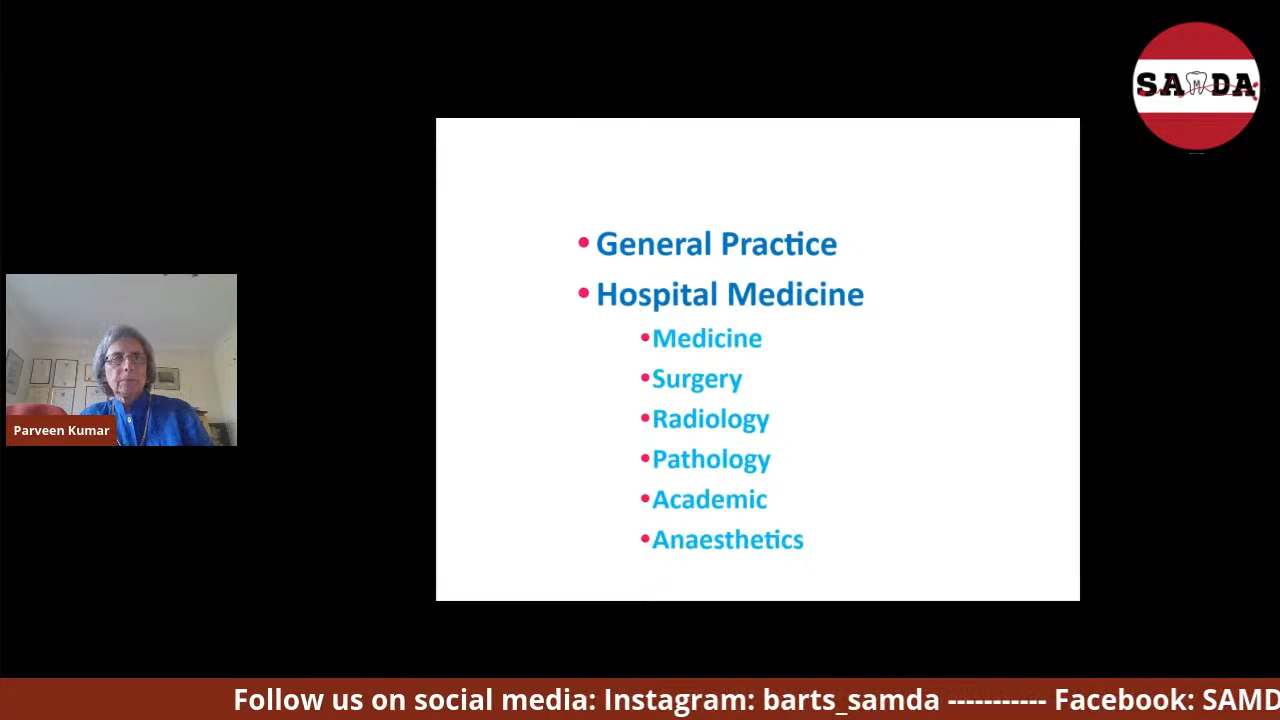 SAMDA
• General Practice
• Hospital Medicine
• Medicine
• Surgery
• Radiology
• Pathology
• Academic
• Anaesthetics
Parveen Kumar
Follow us on social media: Instagram: barts_samda ----------- Facebook: SAMD